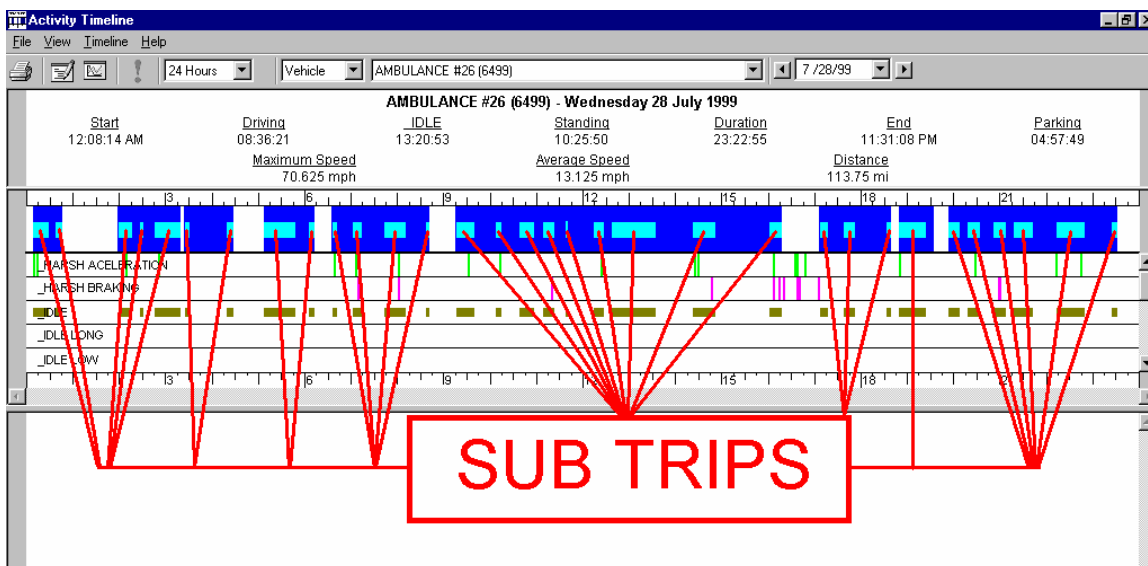 Activity Timeline
File View Timeline Help
24 Hours Vehicle AMBULANCE #26 (6499) 7 /28/99
AMBULANCE #26 (6499) - Wednesday 28 July 1999
Start Driving _IDLE Standing Duration End Parking
12:08:14 AM 08:36:21 13:20:53 10:25:50 23:22:55 11:31:08 PM 04:57:49
Maximum Speed Average Speed Distance
70.625 mph 13.125 mph 113.75 mi
3 6 9 12 15 18 21
_HARSH ACELERATION
_HARSH BRAKING
_IDLE
_IDLE LONG
_IDLE LOW
3 6 9 12 15 18 21
SUB TRIPS